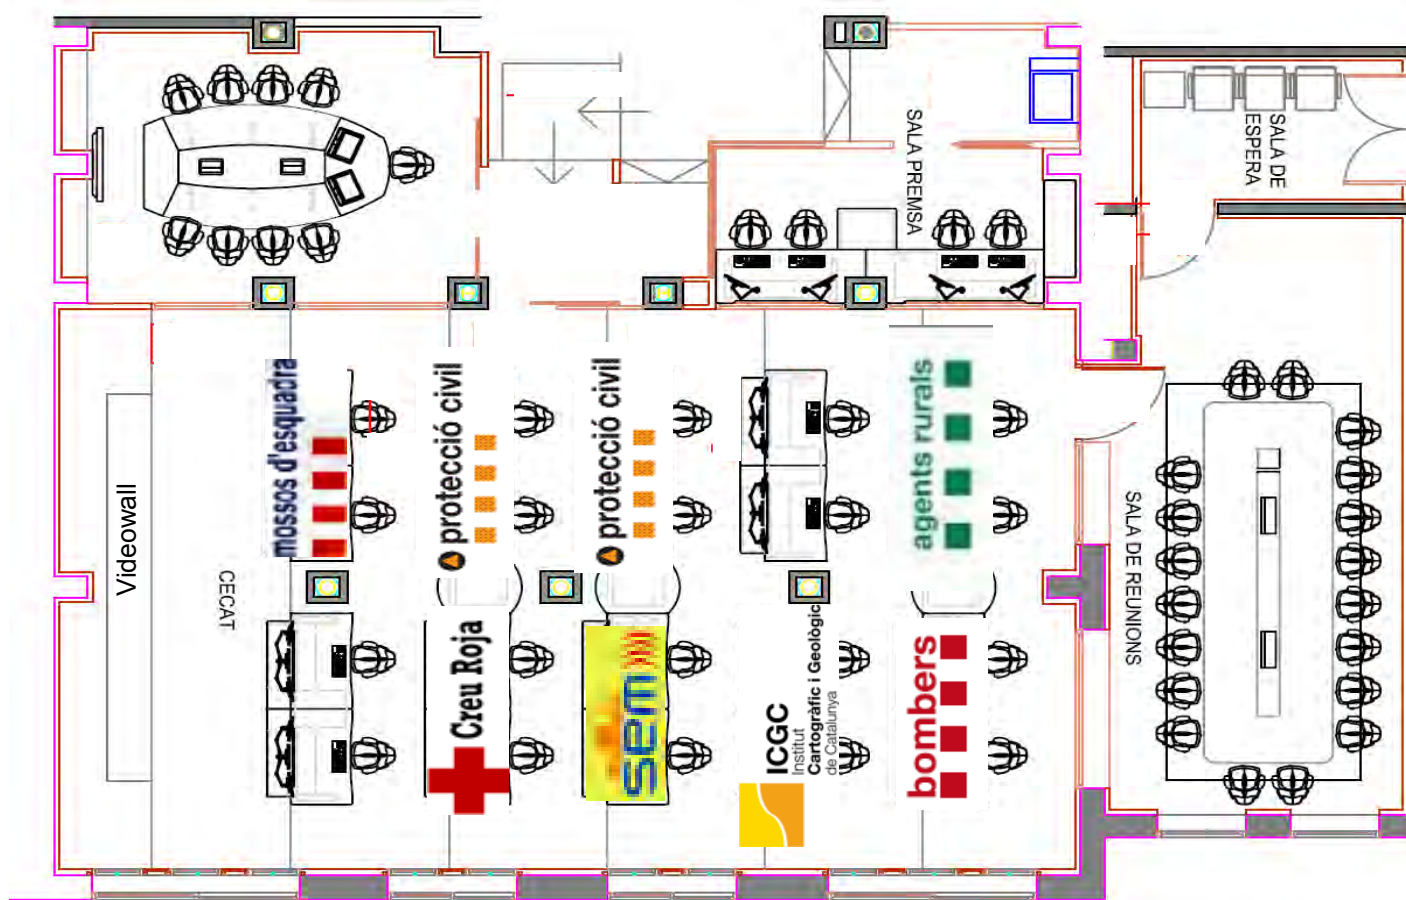 SALA PREMSA
SALA DE
ESPERA
mossos d'esquadra
protecció civil
protecció civil
agents rurals
Videowall
CECAT
Creu Roja
sem
ICGC
Institut
Cartogràfic i Geològic
de Catalunya
bombers
SALA DE REUNIONS